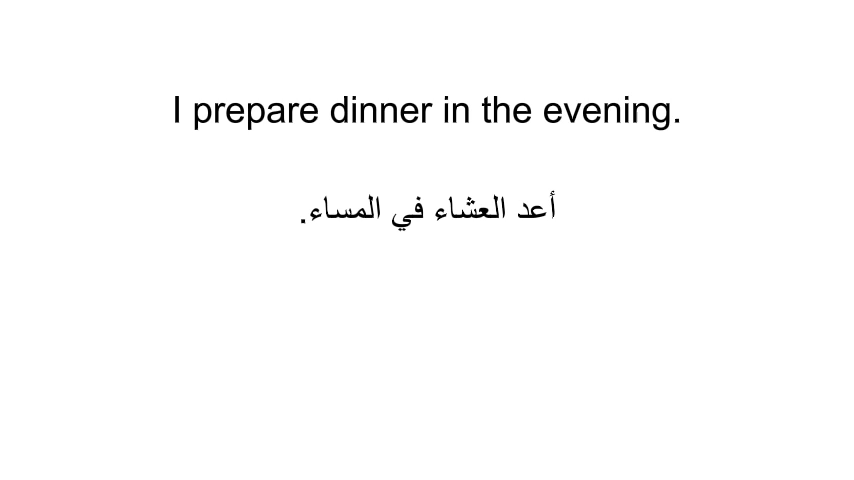 I prepare dinner in the evening.
أعد العشاء في المساء.